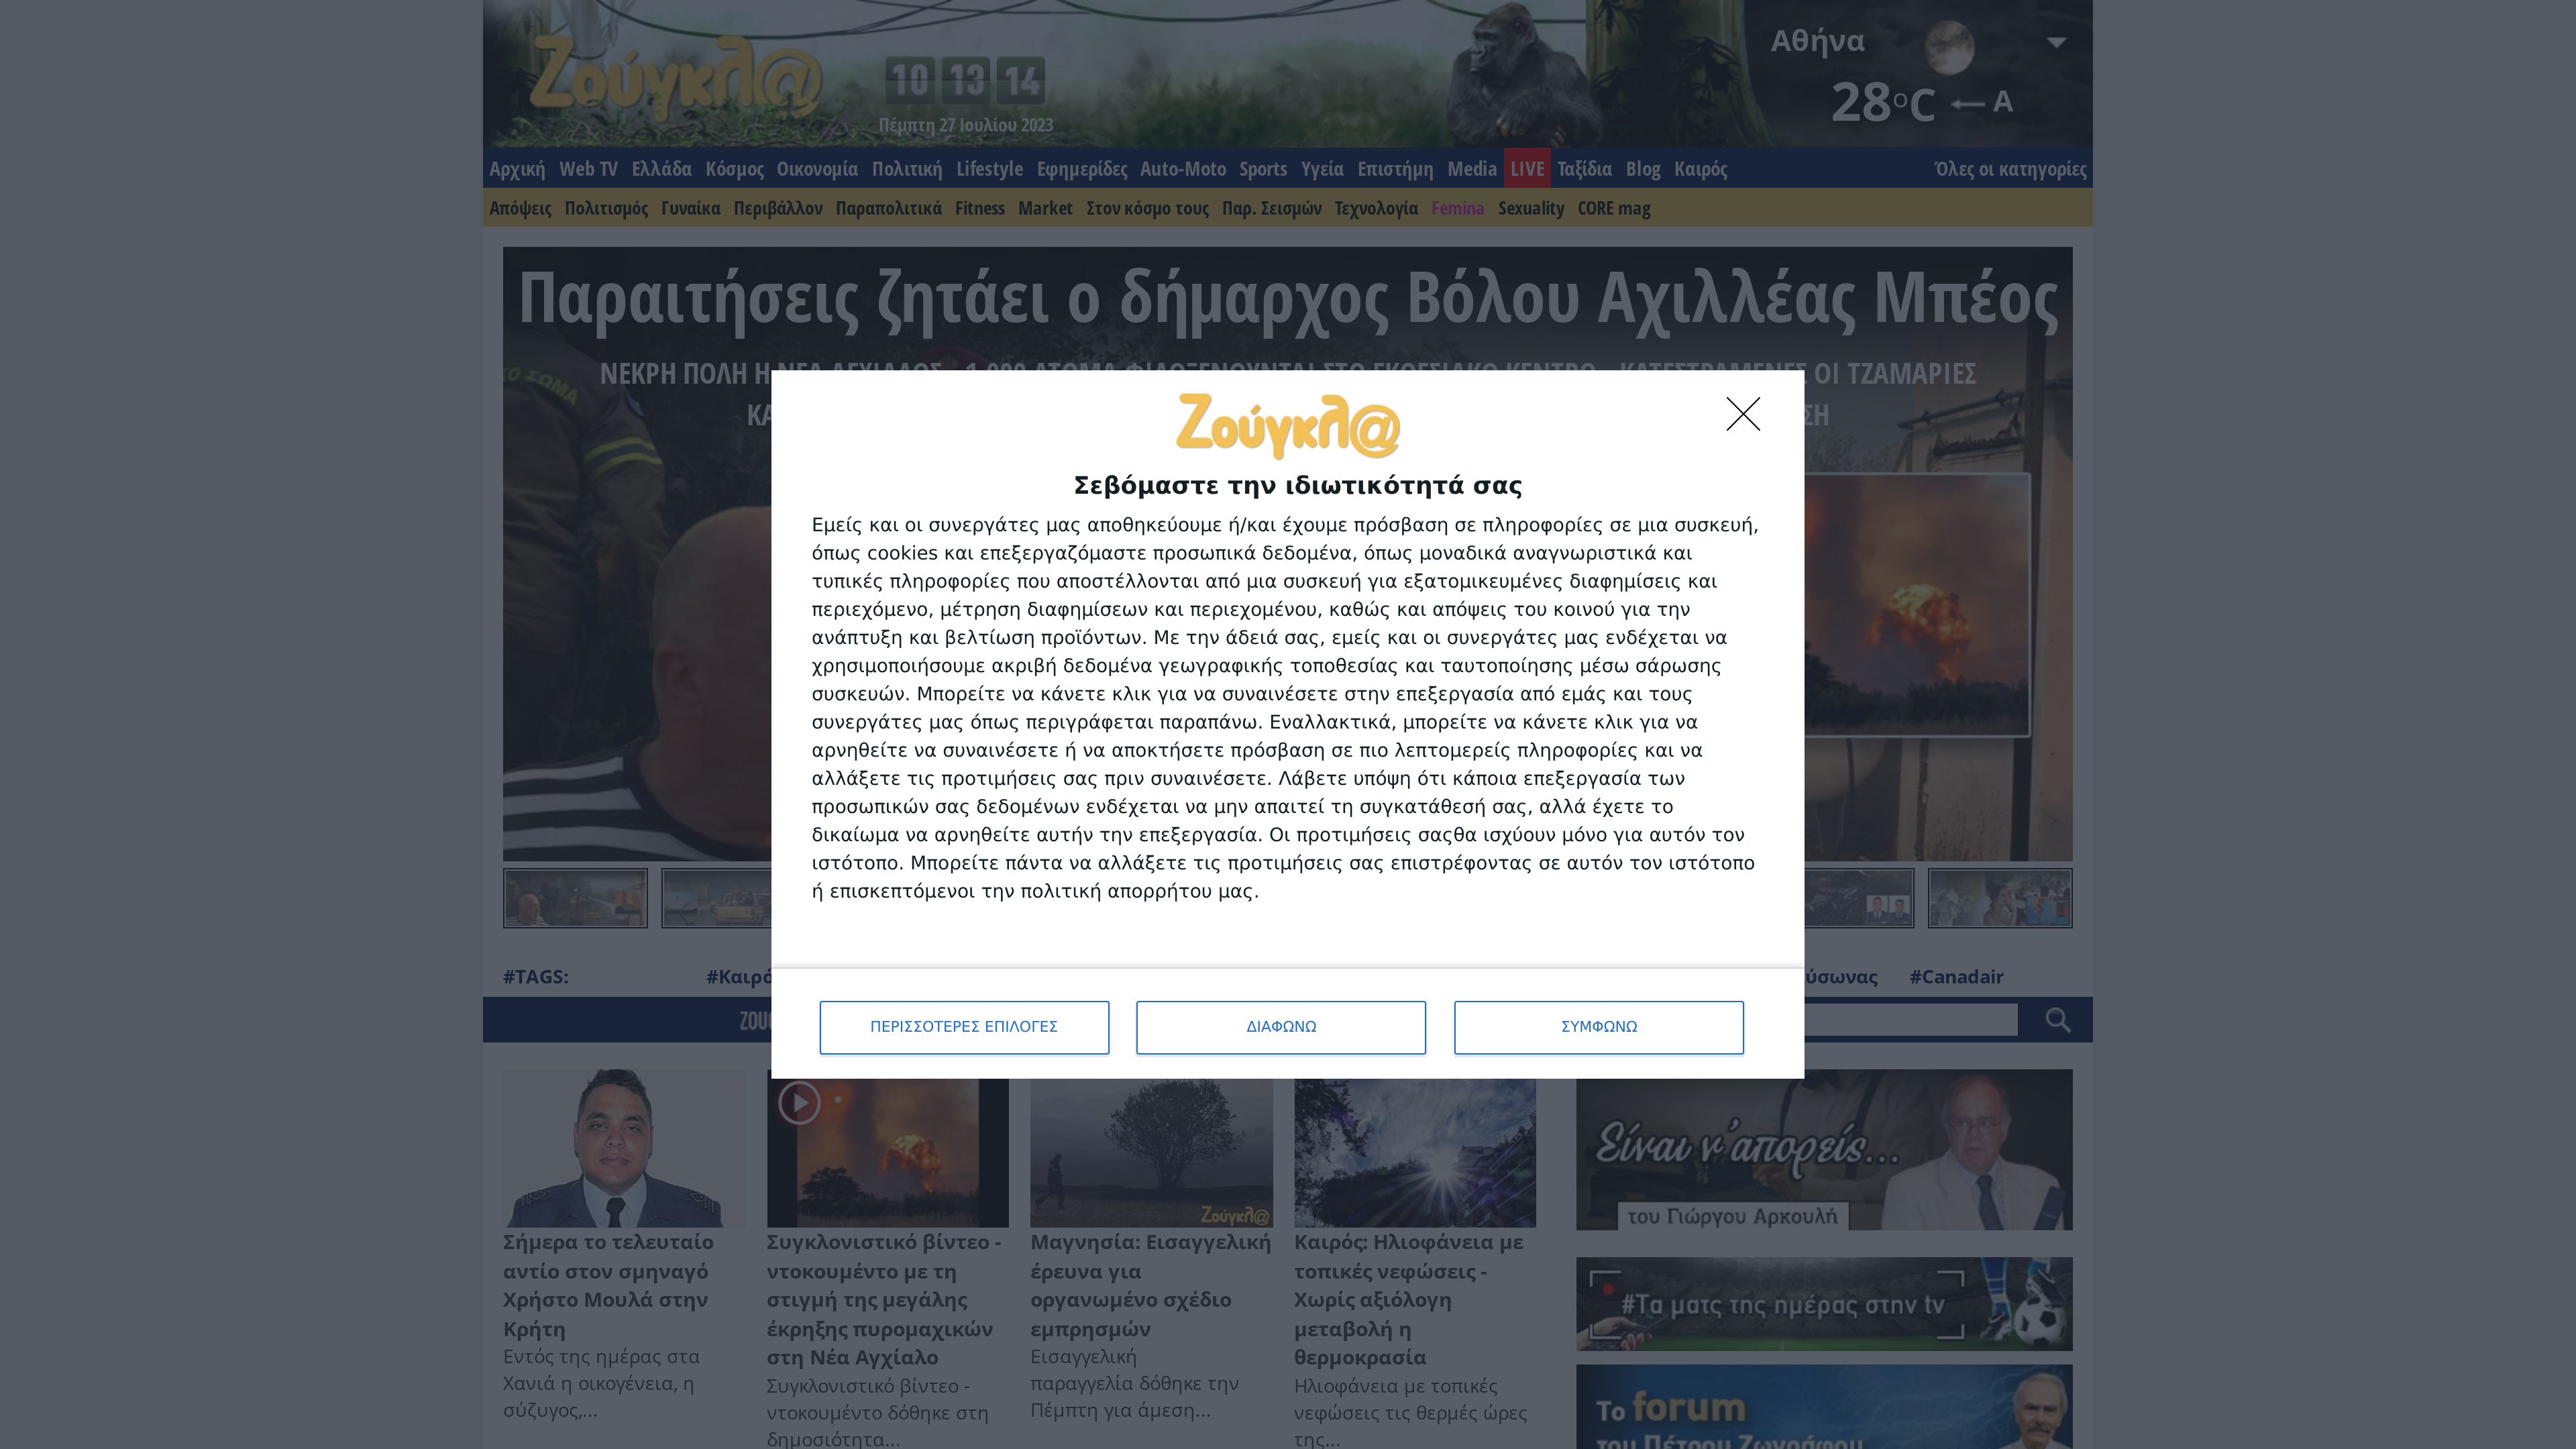 Ζούγκλ@
10 13 14
Πέμπτη 27 Ιουλίου 2023
Αθήνα
28°C Α
Αρχική Web TV Ελλάδα Κόσμος Οικονομία Πολιτική Lifestyle Εφημερίδες Auto-Moto Sports Υγεία Επιστήμη Media LIVE Ταξίδια Blog Καιρός Όλες οι κατηγορίες
Απόψεις Πολιτισμός Γυναίκα Περιβάλλον Παραπολιτικά Fitness Market Στον κόσμο τους Παρ. Σεισμών Τεχνολογία Femina Sexuality CORE mag
Παραιτήσεις ζητάει ο δήμαρχος Βόλου Αχιλλέας Μπέος
ΝΕΚΡΗ ΠΟΛΗ Η ΟΙ ΤΖΑΜΑΡΙΕΣ
Ζούγκλ@
Σεβόμαστε την ιδιωτικότητά σας
Εμείς και οι συνεργάτες μας αποθηκεύουμε ή/και έχουμε πρόσβαση σε πληροφορίες σε μια συσκευή,
όπως cookies και επεξεργαζόμαστε προσωπικά δεδομένα, όπως μοναδικά αναγνωριστικά και
τυπικές πληροφορίες που αποστέλλονται από μια συσκευή για εξατομικευμένες διαφημίσεις και
περιεχόμενο, μέτρηση διαφημίσεων και περιεχομένου, καθώς και απόψεις του κοινού για την
ανάπτυξη και βελτίωση προϊόντων. Με την άδειά σας, εμείς και οι συνεργάτες μας ενδέχεται να
χρησιμοποιήσουμε ακριβή δεδομένα γεωγραφικής τοποθεσίας και ταυτοποίησης μέσω σάρωσης
συσκευών. Μπορείτε να κάνετε κλικ για να συναινέσετε στην επεξεργασία από εμάς και τους
συνεργάτες μας όπως περιγράφεται παραπάνω. Εναλλακτικά, μπορείτε να κάνετε κλικ για να
αρνηθείτε να συναινέσετε ή να αποκτήσετε πρόσβαση σε πιο λεπτομερείς πληροφορίες και να
αλλάξετε τις προτιμήσεις σας πριν συναινέσετε. Λάβετε υπόψη ότι κάποια επεξεργασία των
προσωπικών σας δεδομένων ενδέχεται να μην απαιτεί τη συγκατάθεσή σας, αλλά έχετε το
δικαίωμα να αρνηθείτε αυτήν την επεξεργασία. Οι προτιμήσεις σαςθα ισχύουν μόνο για αυτόν τον
ιστότοπο. Μπορείτε πάντα να αλλάξετε τις προτιμήσεις σας επιστρέφοντας σε αυτόν τον ιστότοπο
ή επισκεπτόμενοι την πολιτική απορρήτου μας.
ΠΕΡΙΣΣΟΤΕΡΕΣ ΕΠΙΛΟΓΕΣ ΔΙΑΦΩΝΩ ΣΥΜΦΩΝΩ
#TAGS: #Canadair
Σήμερα το τελευταίο
αντίο στον σμηναγό
Χρήστο Μουλά στην
Κρήτη
Εντός της ημέρας στα
Χανιά η οικογένεια, η
σύζυγος,...
Συγκλονιστικό βίντεο -
ντοκουμέντο με τη
στιγμή της μεγάλης
έκρηξης πυρομαχικών
στη Νέα Αγχίαλο
Συγκλονιστικό βίντεο -
ντοκουμέντο δόθηκε στη
δημοσιότητα...
Ζούγκλ@
Μαγνησία: Εισαγγελική
έρευνα για
οργανωμένο σχέδιο
εμπρησμών
Εισαγγελική
παραγγελία δόθηκε την
Πέμπτη για άμεση...
Καιρός: Ηλιοφάνεια με
τοπικές νεφώσεις -
Χωρίς αξιόλογη
μεταβολή η
θερμοκρασία
Ηλιοφάνεια με τοπικές
νεφώσεις τις θερμές ώρες
της...
Είναι ν'απορείς...
του Γιώργου Αρκουλή
#Τα ματς της ημέρας στην tv
Το forum
του Πέτρου Ζωγράφου